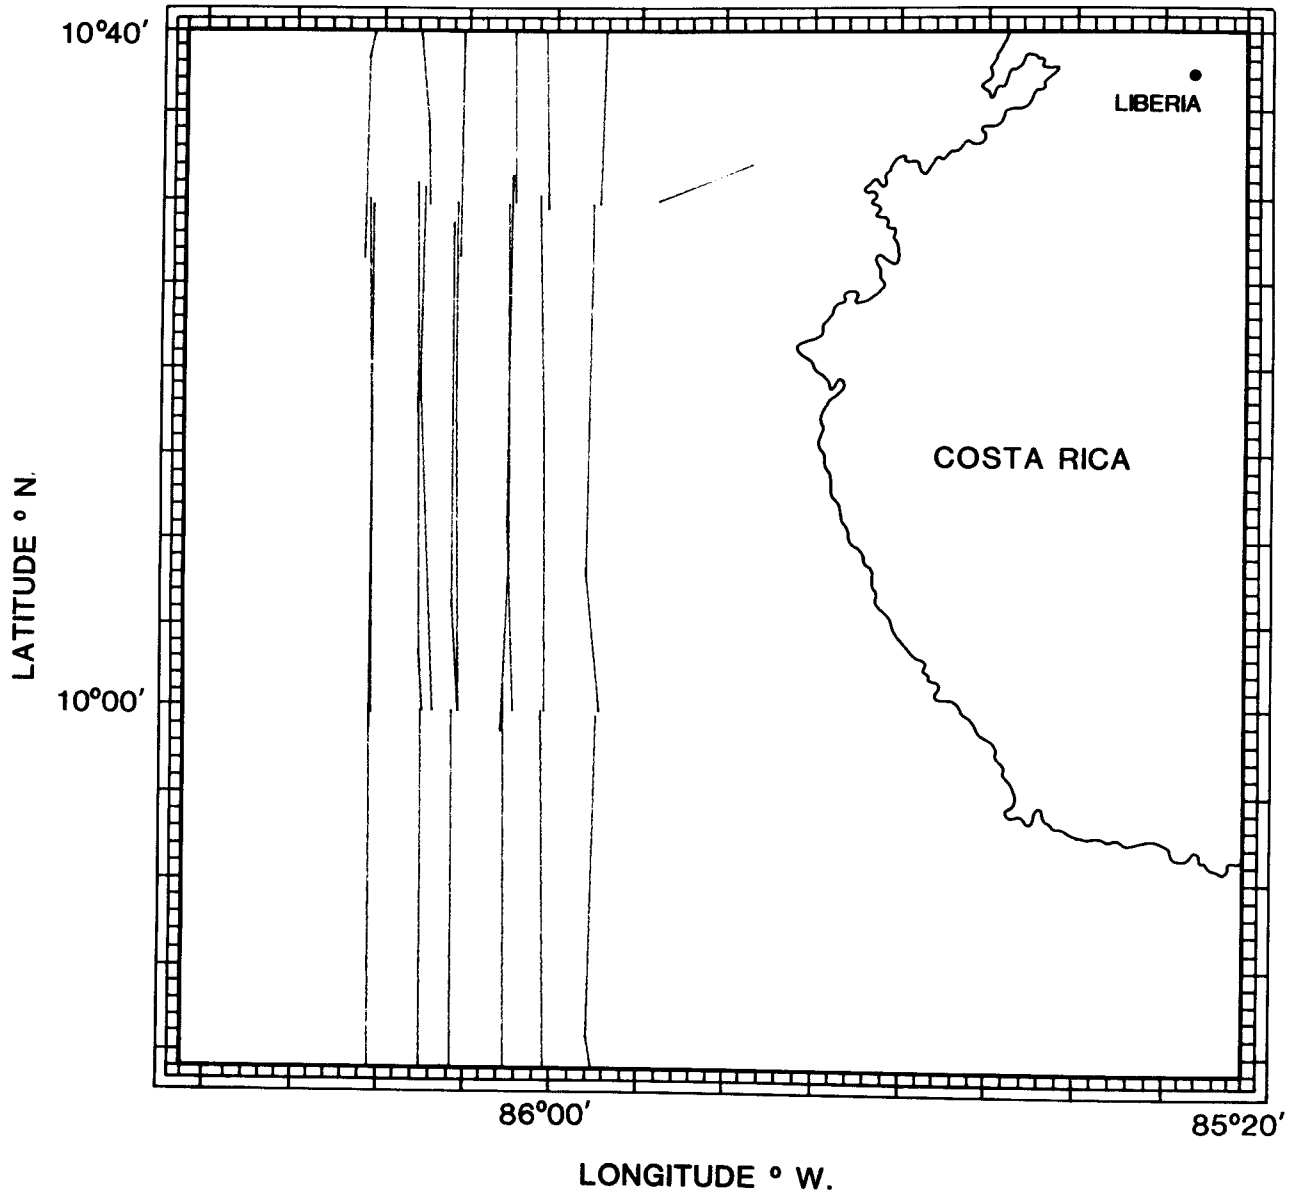 10°40'
LIBERIA
COSTA RICA
LATITUDE ° N.
10°00'
86°00'
85°20'
LONGITUDE ° W.